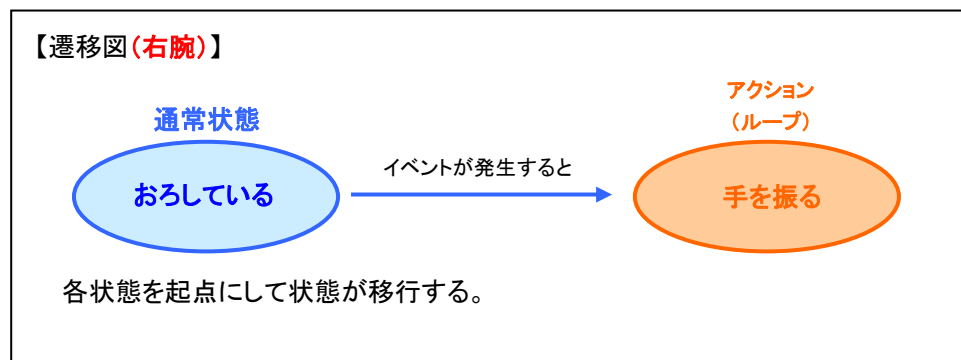 【遷移図(右腕)】
アクション
(ループ)
通常状態
イベントが発生すると
おろしている
手を振る
各状態を起点にして状態が移行する。